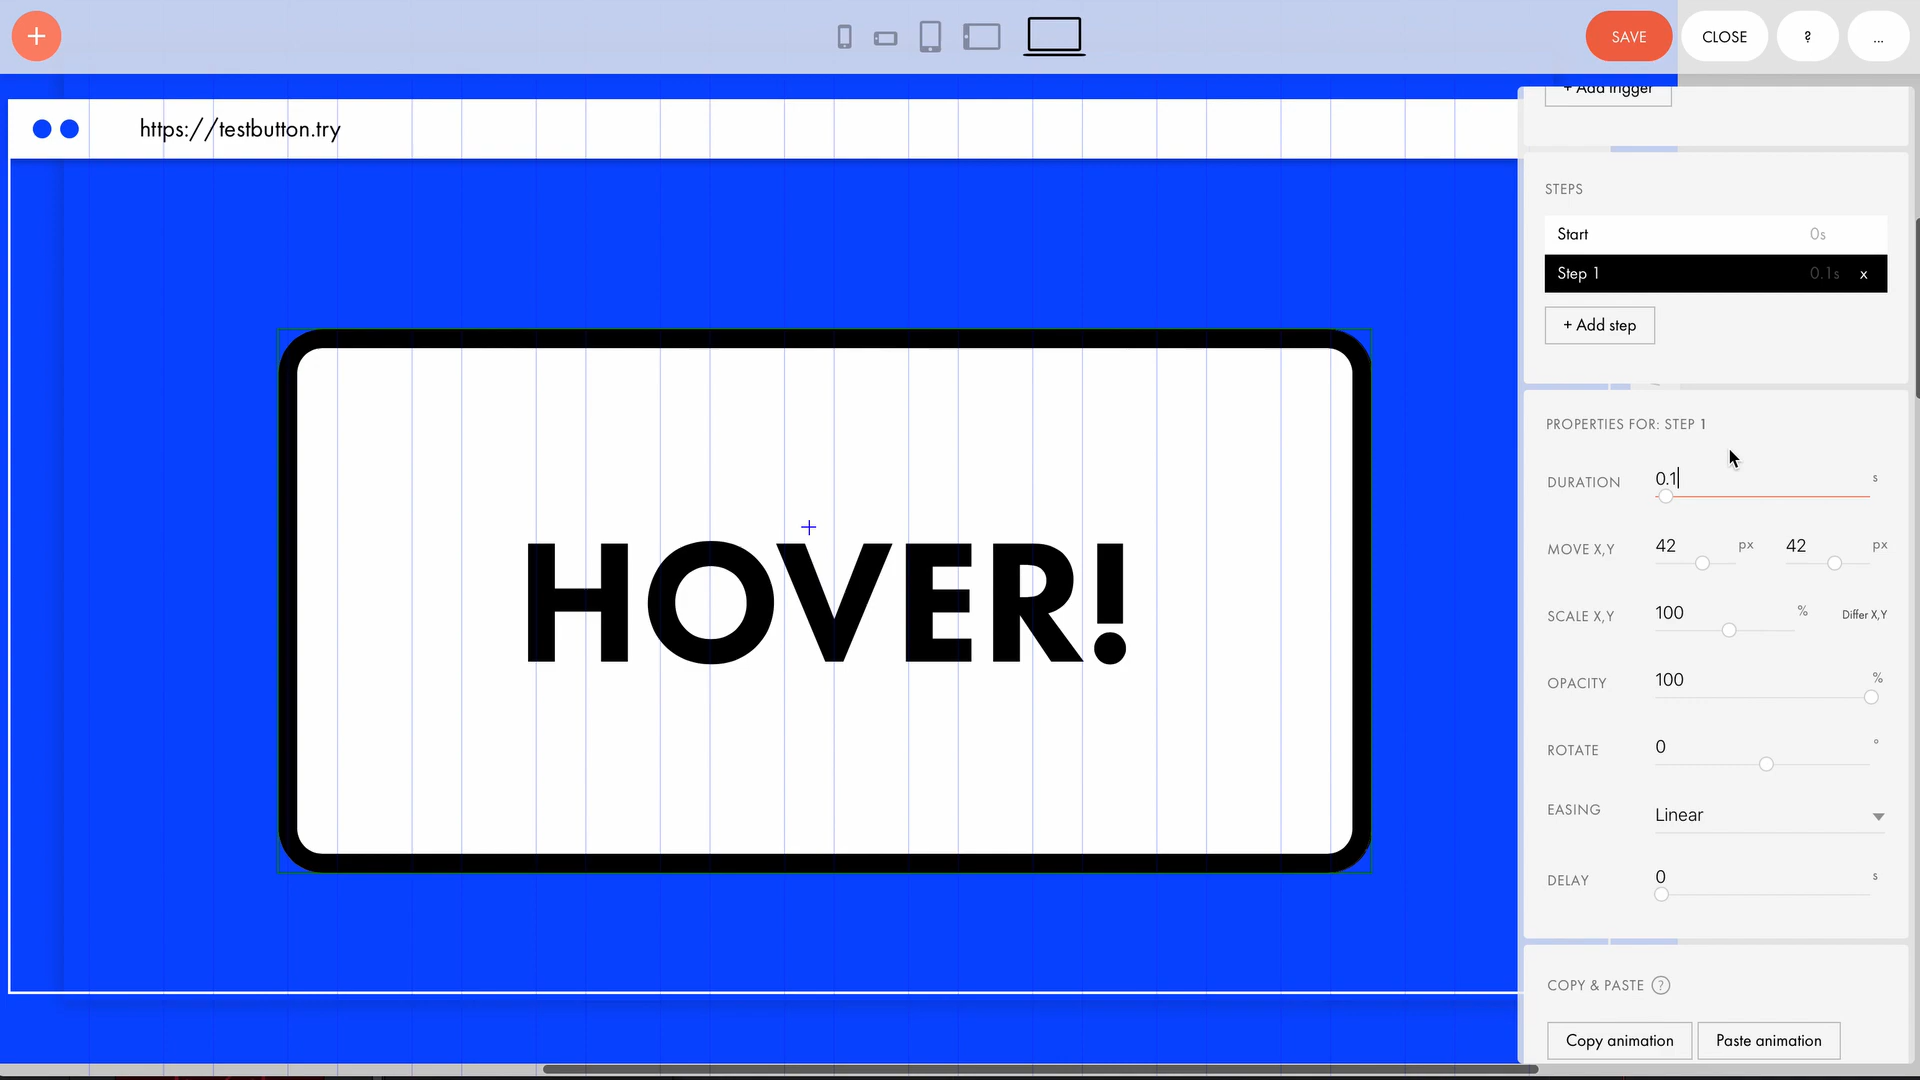 +
SAVE
CLOSE
?
...
https://testbutton.try
+ Add trigger
STEPS
Start 0s
Step 1 0.1s x
+ Add step
PROPERTIES FOR: STEP 1
DURATION 0.1 s
MOVE X,Y 42 px 42 px
SCALE X,Y 100 % Differ X,Y
OPACITY 100 %
ROTATE 0 °
EASING Linear
DELAY 0 s
HOVER!
COPY & PASTE ?
Copy animation Paste animation